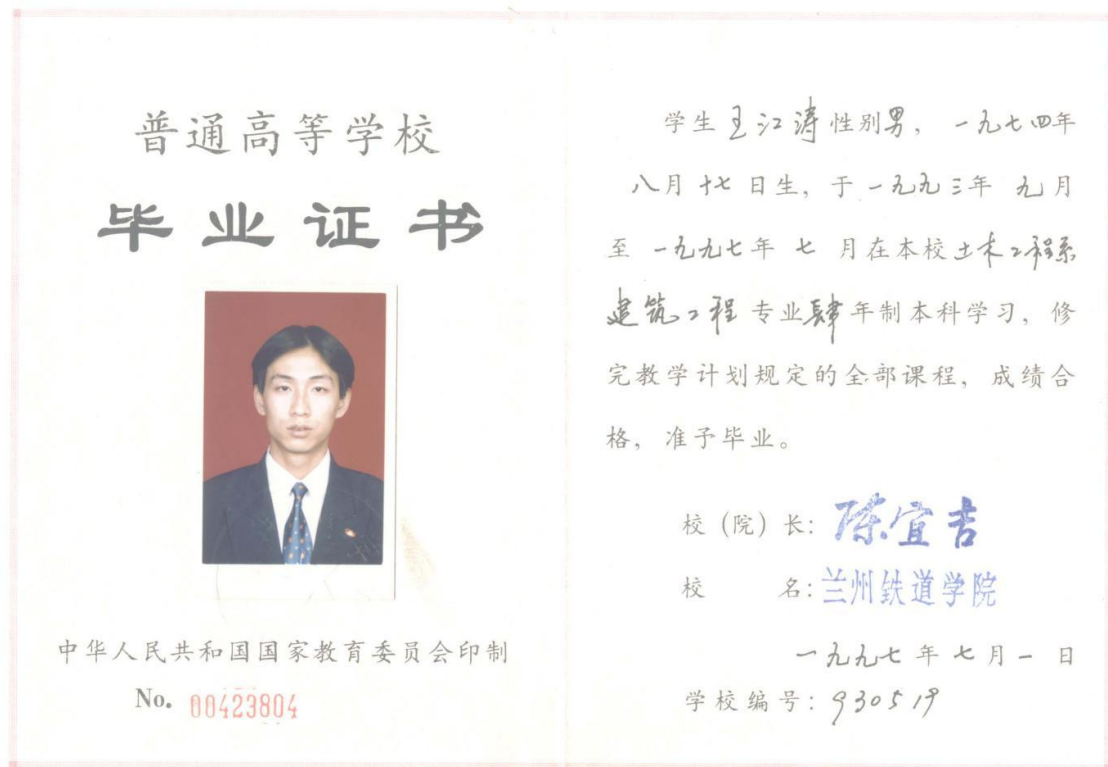 普通高等学校
毕业证书
中华人民共和国国家教育委员会印制
No. 00423804
学生王江涛性别男，一九七四年
八月十七日生，于一九九三年九月
至一九九七年七月在本校土木工程系
建筑工程专业肆年制本科学习，修
完教学计划规定的全部课程，成绩合
格，准予毕业。
校（院）长：陈宜吉
校名：兰州铁道学院
一九九七年七月一日
学校编号：930519